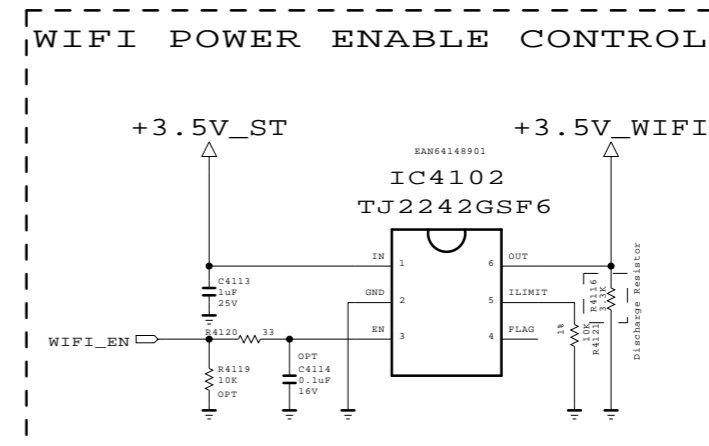 WIFI POWER ENABLE CONTROL
+3.5V_ST
+3.5V_WIFI
EAN64148901
IC4102
TJ2242GSF6
IN
1
6
OUT
C4113
1uF
25V
GND
2
5
ILIMIT
R4116
3.3K
Discharge Resistor
WIFI_EN
R4120
33
EN
3
4
FLAG
1%
10K
R4121
R4119
10K
OPT
OPT
C4114
0.1uF
16V